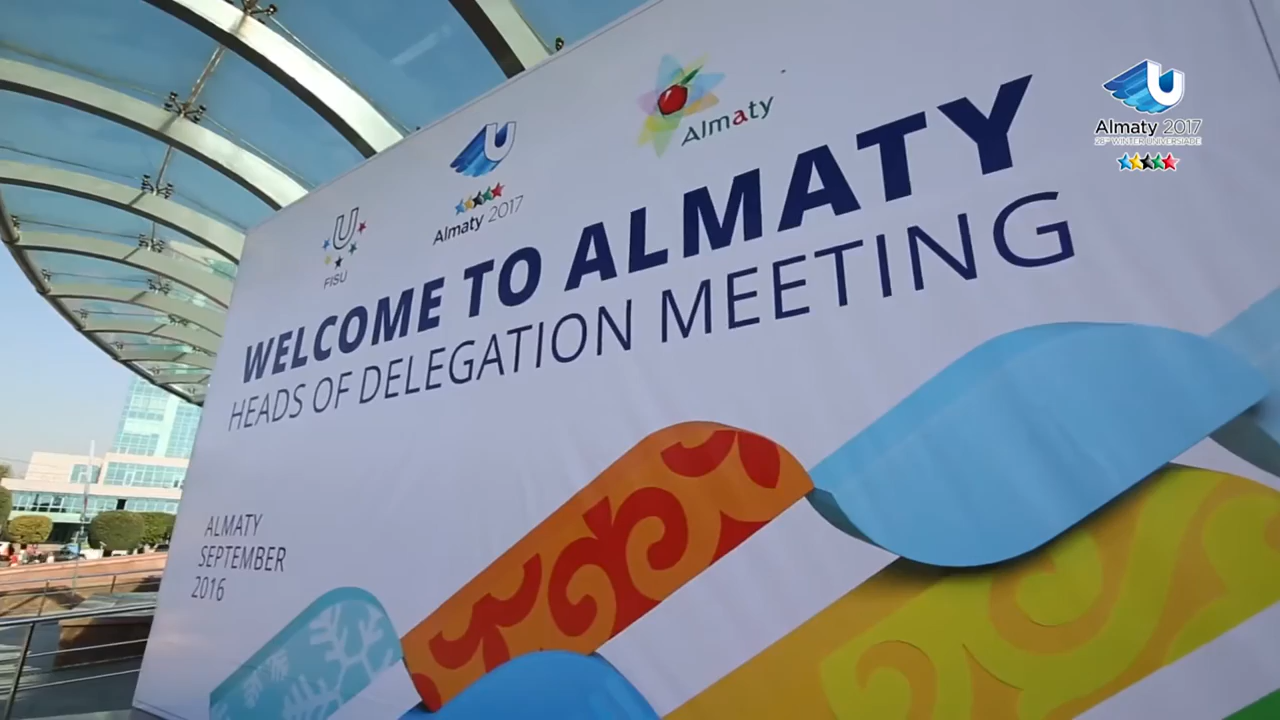 FISU
Almaty 2017
Almaty
WELCOME TO ALMATY
HEADS OF DELEGATION MEETING
ALMATY
SEPTEMBER
2016
U
Almaty 2017
28TH WINTER UNIVERSIADE